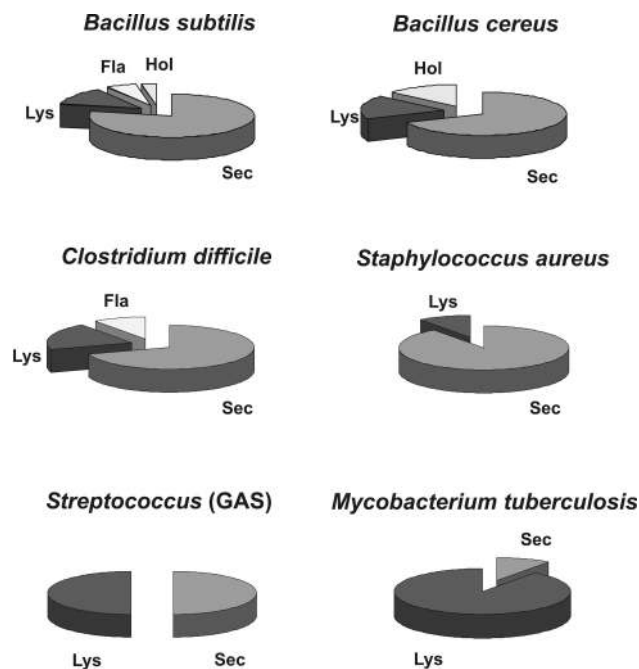 Bacillus subtilis
Fla
Hol
Lys
Sec
Bacillus cereus
Hol
Lys
Sec
Clostridium difficile
Fla
Lys
Sec
Staphylococcus aureus
Lys
Sec
Streptococcus (GAS)
Lys
Sec
Mycobacterium tuberculosis
Sec
Lys